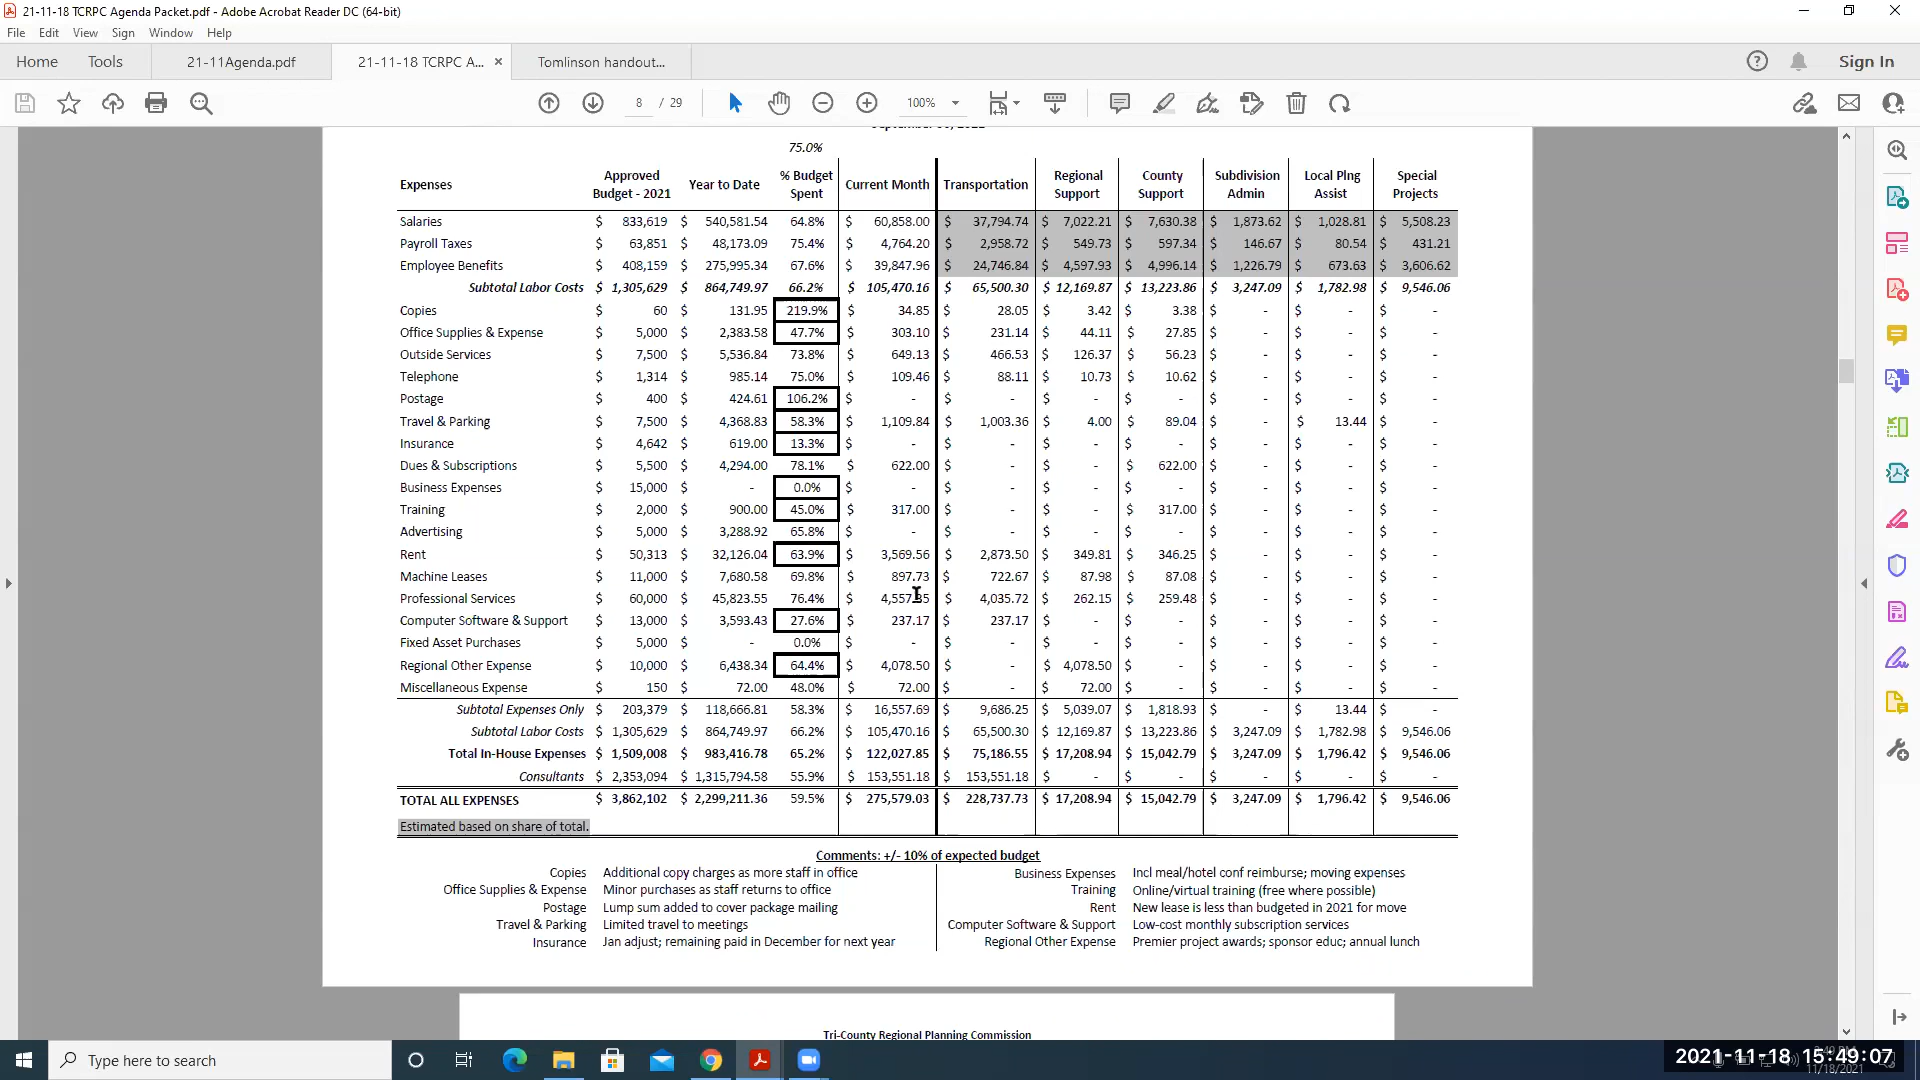 21-11-18 TCRPC Agenda Packet.pdf - Adobe Acrobat Reader DC (64-bit)
File Edit View Sign Window Help
Home Tools 21-11Agenda.pdf 21-11-18 TCRPC A... × Tomlinson handout... Sign In
8 / 29 100%
75.0%
Expenses Approved Budget - 2021 Year to Date % Budget Spent Current Month Transportation Regional Support County Support Subdivision Admin Local Plng Assist Special Projects
Salaries $ 833,619 $ 540,581.54 64.8% $ 60,858.00 $ 37,794.74 $ 7,022.21 $ 7,630.38 $ 1,873.62 $ 1,028.81 $ 5,508.23
Payroll Taxes $ 63,851 $ 48,173.09 75.4% $ 4,764.20 $ 2,958.72 $ 549.73 $ 597.34 $ 146.67 $ 80.54 $ 431.21
Employee Benefits $ 408,159 $ 275,995.34 67.6% $ 39,847.96 $ 24,746.84 $ 4,597.93 $ 4,996.14 $ 1,226.79 $ 673.63 $ 3,606.62
Subtotal Labor Costs $ 1,305,629 $ 864,749.97 66.2% $ 105,470.16 $ 65,500.30 $ 12,169.87 $ 13,223.86 $ 3,247.09 $ 1,782.98 $ 9,546.06
Copies $ 60 $ 131.95 219.9% $ 34.85 $ 28.05 $ 3.42 $ 3.38 $ - $ - $ -
Office Supplies & Expense $ 5,000 $ 2,383.58 47.7% $ 303.10 $ 231.14 $ 44.11 $ 27.85 $ - $ - $ -
Outside Services $ 7,500 $ 5,536.84 73.8% $ 649.13 $ 466.53 $ 126.37 $ 56.23 $ - $ - $ -
Telephone $ 1,314 $ 985.14 75.0% $ 109.46 $ 88.11 $ 10.73 $ 10.62 $ - $ - $ -
Postage $ 400 $ 424.61 106.2% $ - $ - $ - $ - $ - $ - $ -
Travel & Parking $ 7,500 $ 4,368.83 58.3% $ 1,109.84 $ 1,003.36 $ 4.00 $ 89.04 $ - $ 13.44 $ -
Insurance $ 4,642 $ 619.00 13.3% $ - $ - $ - $ - $ - $ - $ -
Dues & Subscriptions $ 5,500 $ 4,294.00 78.1% $ 622.00 $ - $ - $ 622.00 $ - $ - $ -
Business Expenses $ 15,000 $ - 0.0% $ - $ - $ - $ - $ - $ - $ -
Training $ 2,000 $ 900.00 45.0% $ 317.00 $ - $ - $ 317.00 $ - $ - $ -
Advertising $ 5,000 $ 3,288.92 65.8% $ - $ - $ - $ - $ - $ - $ -
Rent $ 50,313 $ 32,126.04 63.9% $ 3,569.56 $ 2,873.50 $ 349.81 $ 346.25 $ - $ - $ -
Machine Leases $ 11,000 $ 7,680.58 69.8% $ 897.73 $ 722.67 $ 87.98 $ 87.08 $ - $ - $ -
Professional Services $ 60,000 $ 45,823.55 76.4% $ $ 4,035.72 $ 262.15 $ 259.48 $ - $ - $ -
Computer Software & Support $ 13,000 $ 3,593.43 27.6% $ 237.17 $ 237.17 $ - $ - $ - $ - $ -
Fixed Asset Purchases $ 5,000 $ - 0.0% $ - $ - $ - $ - $ - $ - $ -
Regional Other Expense $ 10,000 $ 6,438.34 64.4% $ 4,078.50 $ - $ 4,078.50 $ - $ - $ - $ -
Miscellaneous Expense $ 150 $ 72.00 48.0% $ 72.00 $ - $ 72.00 $ - $ - $ - $ -
Subtotal Expenses Only $ 203,379 $ 118,666.81 58.3% $ 16,557.69 $ 9,686.25 $ 5,039.07 $ 1,818.93 $ - $ 13.44 $ -
Subtotal Labor Costs $ 1,305,629 $ 864,749.97 66.2% $ 105,470.16 $ 65,500.30 $ 12,169.87 $ 13,223.86 $ 3,247.09 $ 1,782.98 $ 9,546.06
Total In-House Expenses $ 1,509,008 $ 983,416.78 65.2% $ 122,027.85 $ 75,186.55 $ 17,208.94 $ 15,042.79 $ 3,247.09 $ 1,796.42 $ 9,546.06
Consultants $ 2,353,094 $ 1,315,794.58 55.9% $ 153,551.18 $ 153,551.18 $ - $ - $ - $ - $ -
TOTAL ALL EXPENSES $ 3,862,102 $ 2,299,211.36 59.5% $ 275,579.03 $ 228,737.73 $ 17,208.94 $ 15,042.79 $ 3,247.09 $ 1,796.42 $ 9,546.06
Estimated based on share of total.
Comments: +/- 10% of expected budget
Copies Additional copy charges as more staff in office
Office Supplies & Expense Minor purchases as staff returns to office
Postage Lump sum added to cover package mailing
Travel & Parking Limited travel to meetings
Insurance Jan adjust; remaining paid in December for next year
Business Expenses Incl meal/hotel conf reimburse; moving expenses
Training Online/virtual training (free where possible)
Rent New lease is less than budgeted in 2021 for move
Computer Software & Support Low-cost monthly subscription services
Regional Other Expense Premier project awards; sponsor educ; annual lunch
Tri-County Regional Planning Commission
Type here to search
2021-11-18 15:49:07
11/18/2021